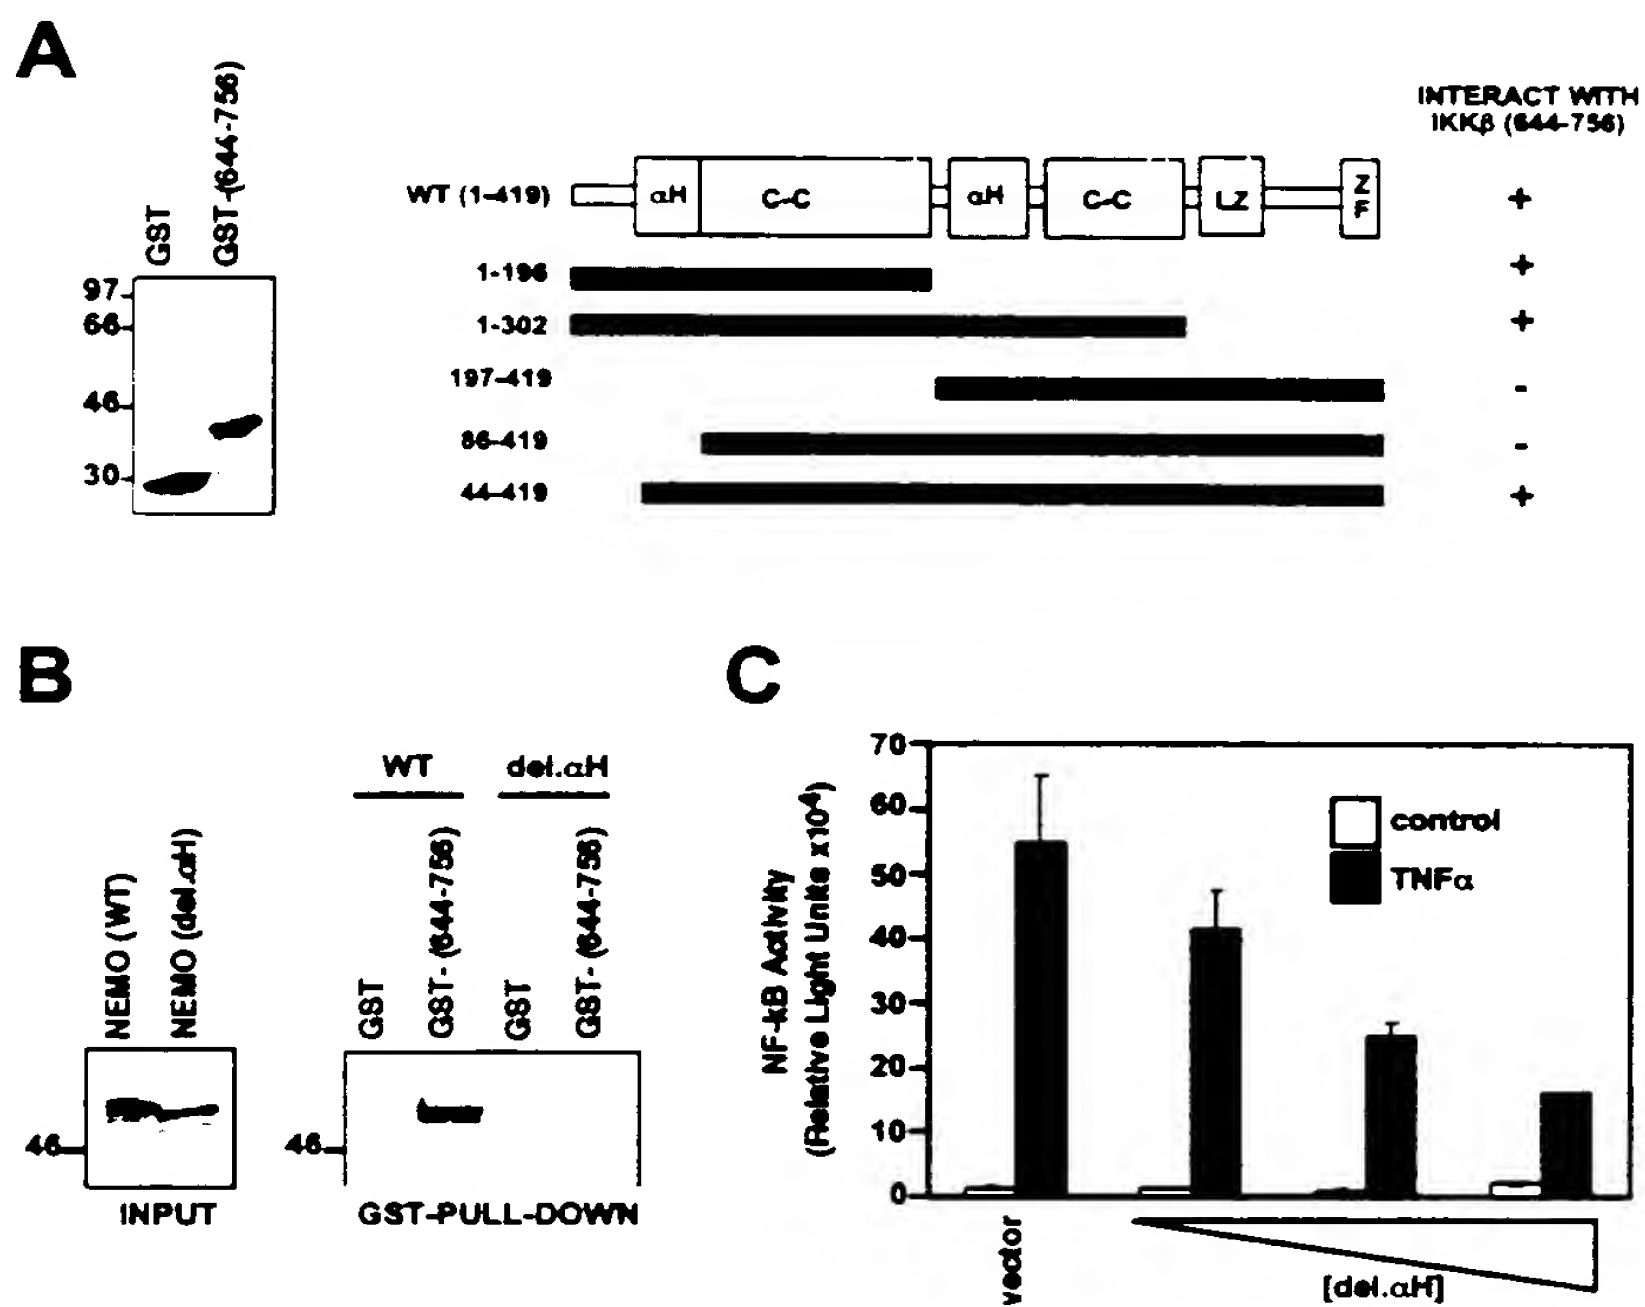 A
GST
GST-(644-756)
97
66
46
30
INTERACT WITH
IKKβ (644-756)
WT (1-419)
αH
C-C
αH
C-C
LZ
ZF
+
1-196
+
1-302
+
197-419
-
86-419
-
44-419
+
B
NEMO (WT)
NEMO (del.αH)
46
INPUT
WT
del.αH
GST
GST- (644-756)
GST
GST- (644-756)
46
GST-PULL-DOWN
C
NF-kB Activity
(Relative Light Units x10⁴)
70
60
50
40
30
20
10
0
control
TNFα
vector
[del.αH]